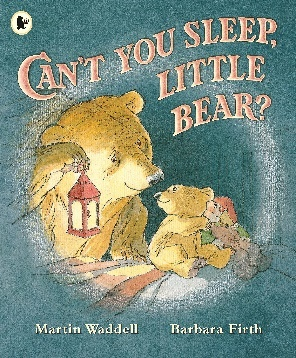 CAN'T YOU SLEEP,
LITTLE
BEAR?
Martin Waddell Barbara Firth